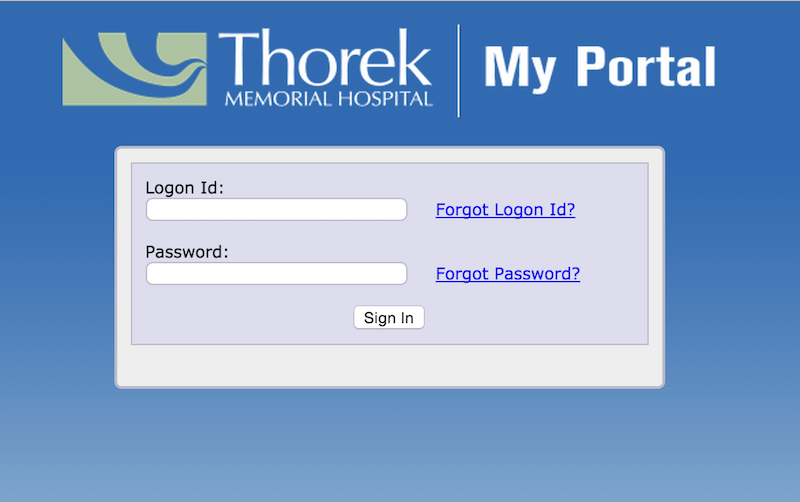 Thorek
MEMORIAL HOSPITAL
My Portal
Logon Id:
Forgot Logon Id?
Password:
Forgot Password?
Sign In